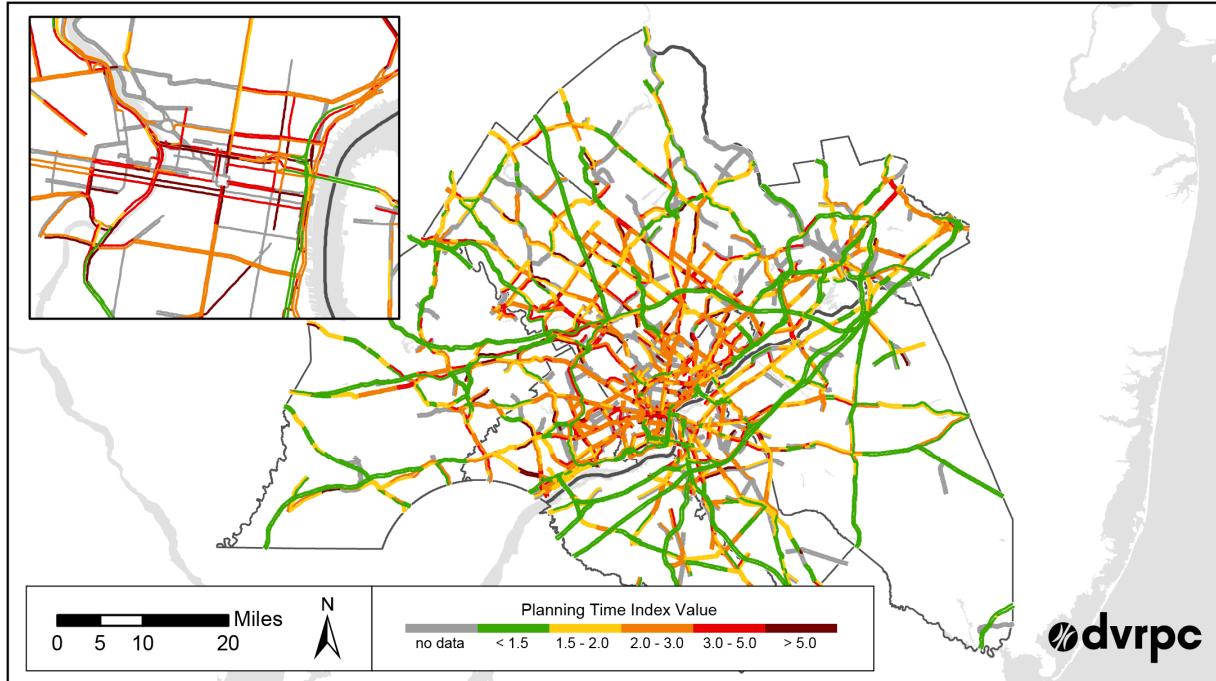 Miles
0 5 10 20
N
Planning Time Index Value
no data < 1.5 1.5 - 2.0 2.0 - 3.0 3.0 - 5.0 > 5.0
dvrpc